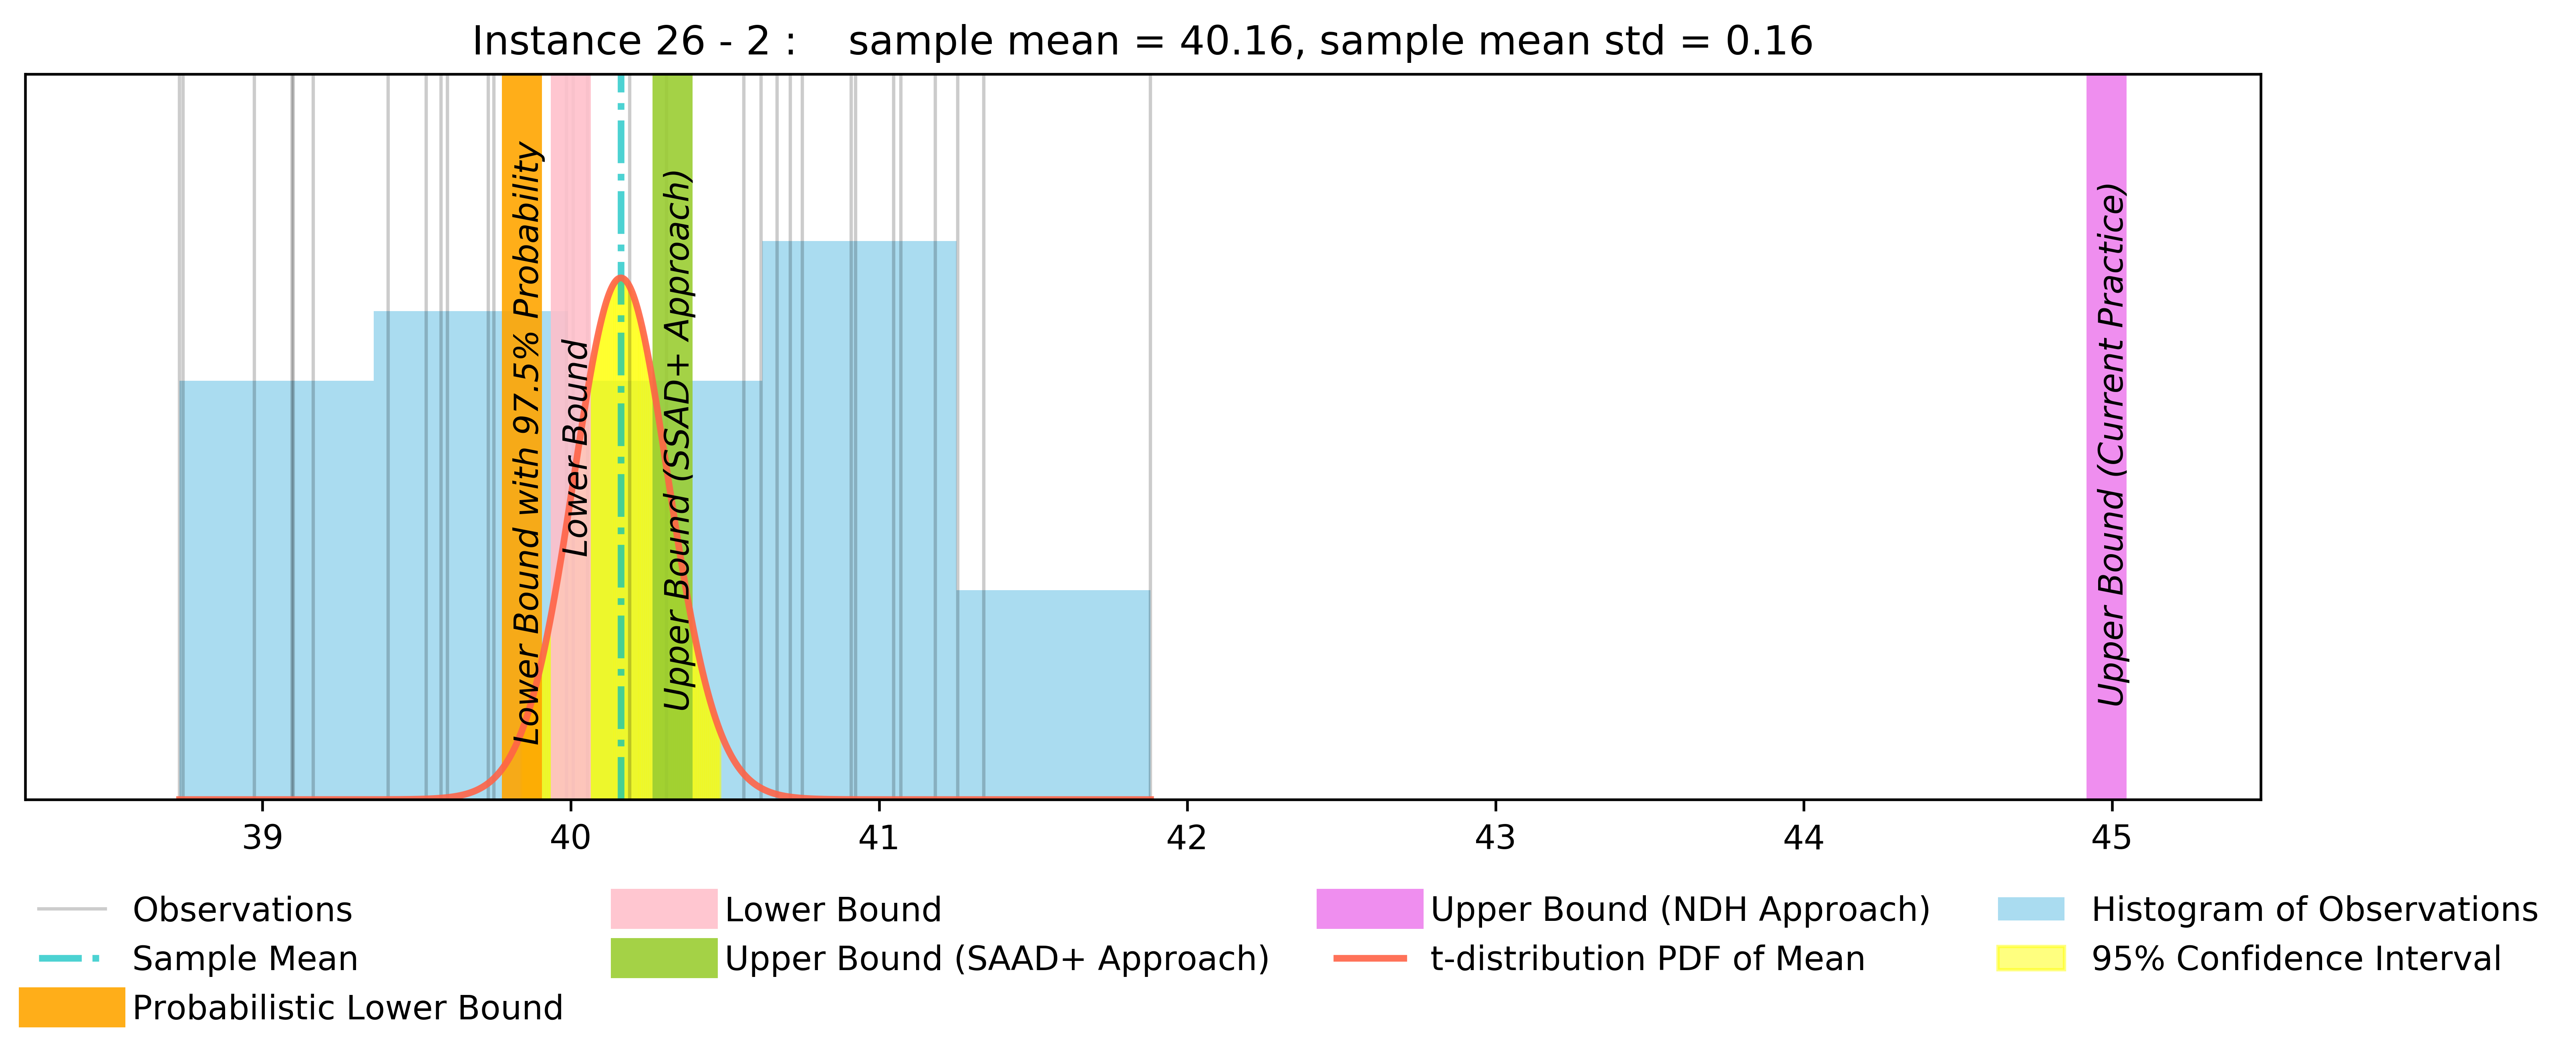 Instance 26 - 2 :    sample mean = 40.16, sample mean std = 0.16
Lower Bound with 97.5% Probability
Lower Bound
Upper Bound (SSAD+ Approach)
Upper Bound (Current Practice)
39 40 41 42 43 44 45
Observations
Sample Mean
Probabilistic Lower Bound
Lower Bound
Upper Bound (SAAD+ Approach)
Upper Bound (NDH Approach)
t-distribution PDF of Mean
Histogram of Observations
95% Confidence Interval